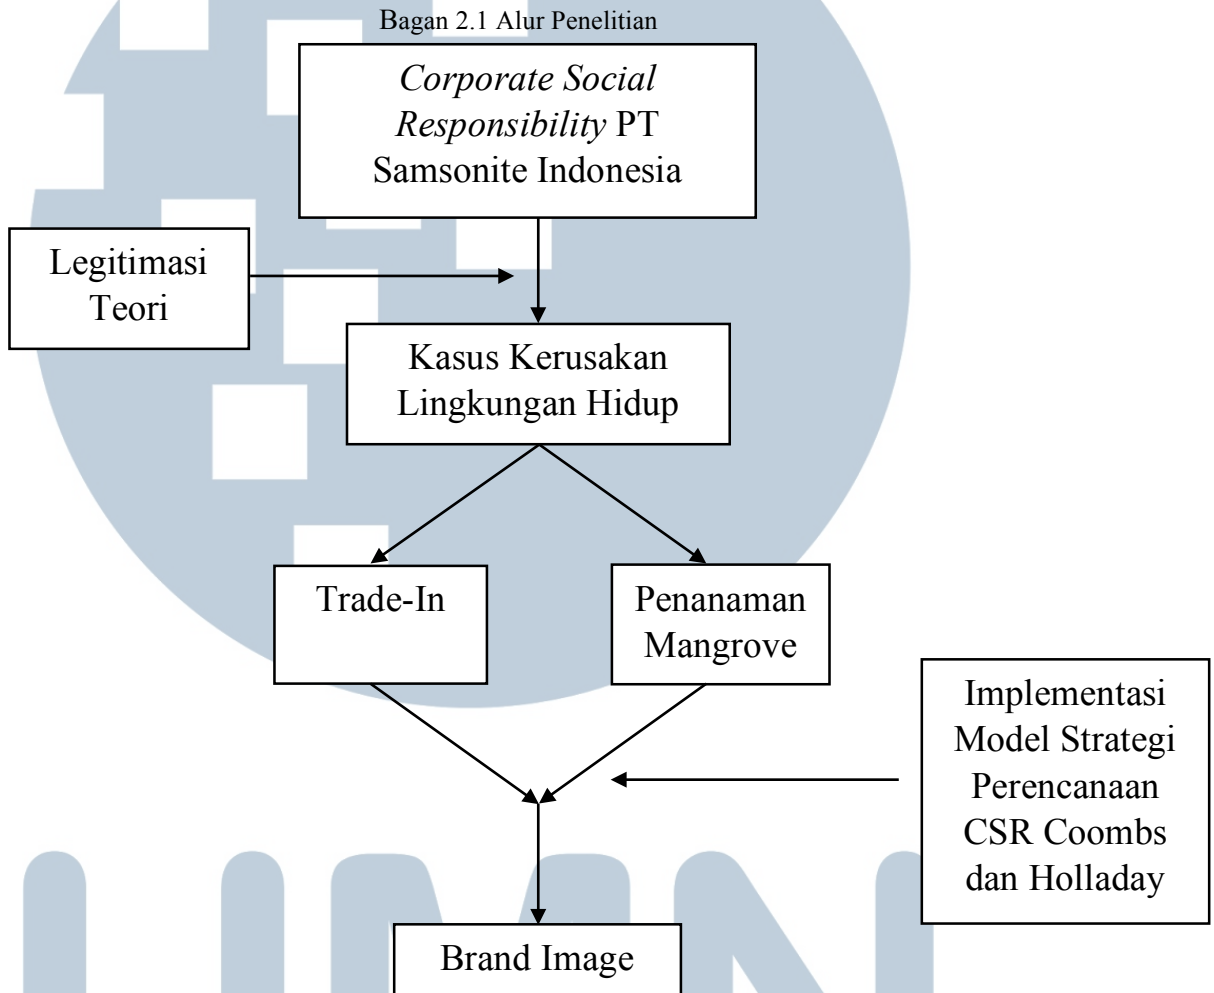 Bagan 2.1 Alur Penelitian
Corporate Social
Responsibility PT
Samsonite Indonesia
Legitimasi
Teori
Kasus Kerusakan
Lingkungan Hidup
Trade-In
Penanaman
Mangrove
Implementasi
Model Strategi
Perencanaan
CSR Coombs
dan Holladay
Brand Image
UMN